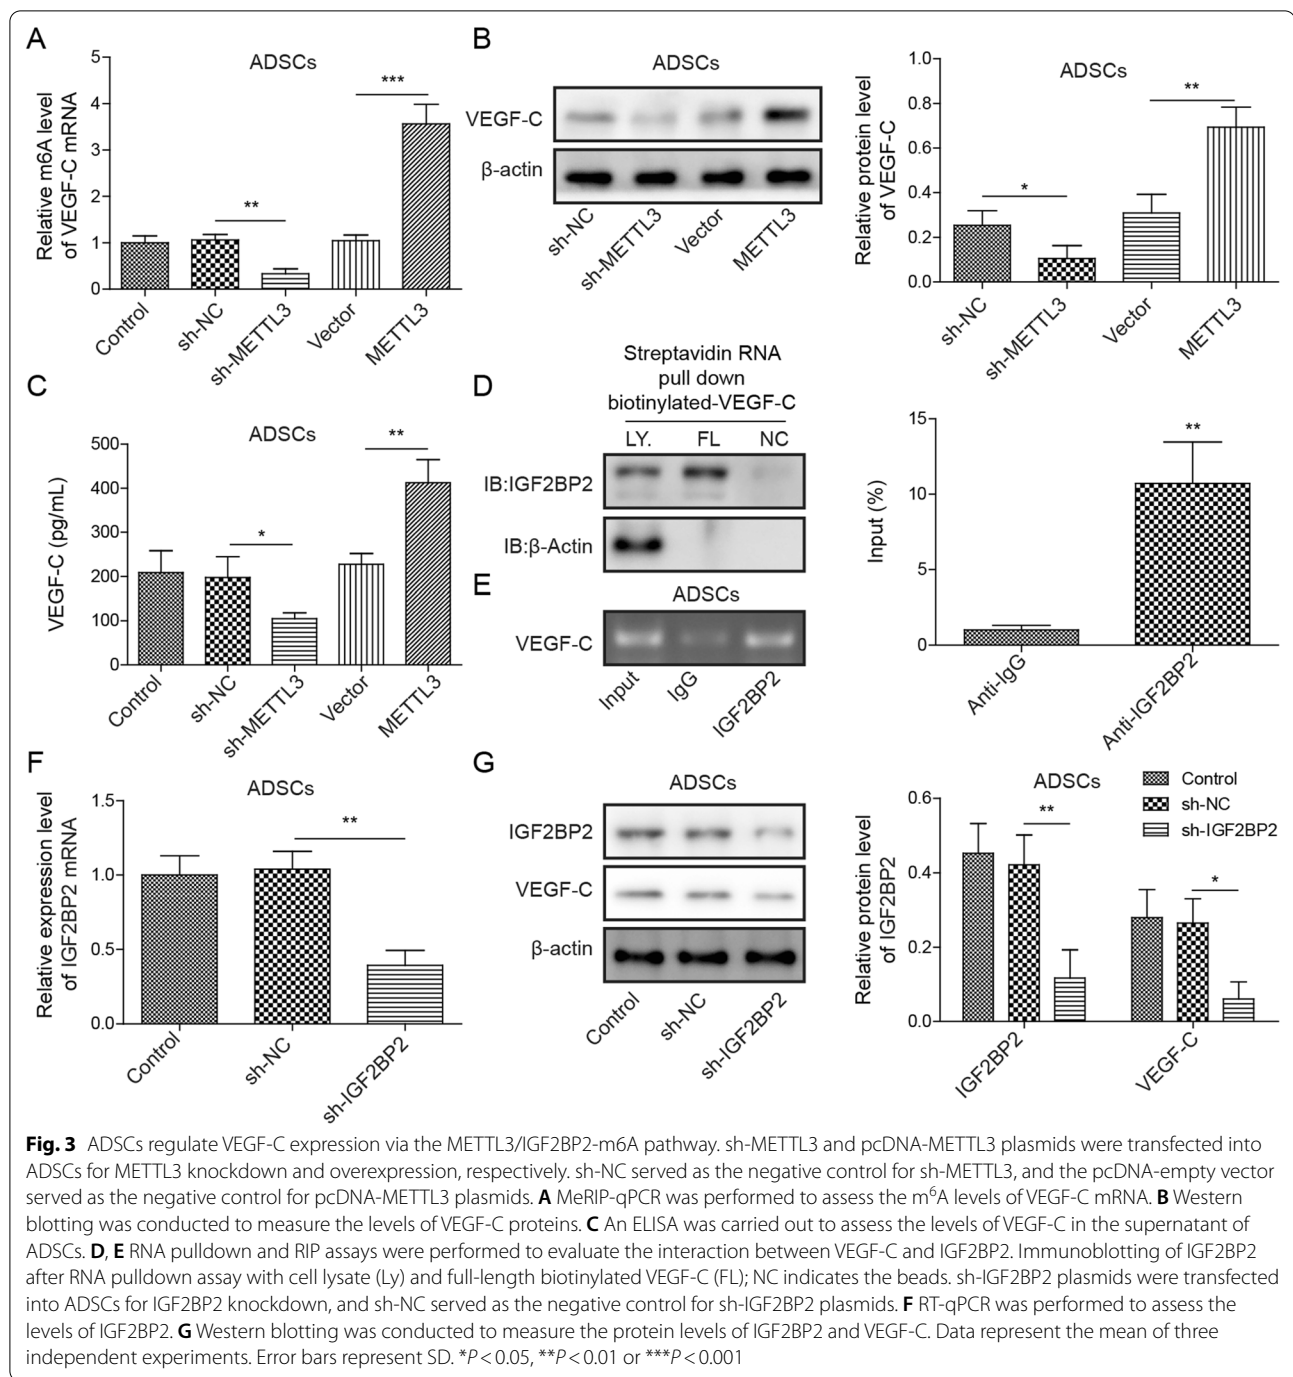 A
ADSCs
Relative m6A level
of VEGF-C mRNA
5
4
3
2
1
0
**
***
Control
sh-NC
sh-METTL3
Vector
METTL3
B
ADSCs
VEGF-C
β-actin
sh-NC
sh-METTL3
Vector
METTL3
ADSCs
Relative protein level
of VEGF-C
1.0
0.8
0.6
0.4
0.2
0.0
*
**
sh-NC
sh-METTL3
Vector
METTL3
C
ADSCs
VEGF-C (pg/mL)
500
400
300
200
100
0
*
**
Control
sh-NC
sh-METTL3
Vector
METTL3
D
Streptavidin RNA
pull down
biotinylated-VEGF-C
LY. FL NC
IB:IGF2BP2
IB:β-Actin
E
ADSCs
VEGF-C
Input
IgG
IGF2BP2
Input (%)
15
10
5
0
**
Anti-IgG
Anti-IGF2BP2
F
ADSCs
Relative expression level
of IGF2BP2 mRNA
1.5
1.0
0.5
0.0
**
Control
sh-NC
sh-IGF2BP2
G
ADSCs
IGF2BP2
VEGF-C
β-actin
Control
sh-NC
sh-IGF2BP2
ADSCs
Control
sh-NC
sh-IGF2BP2
Relative protein level
of IGF2BP2
0.6
0.4
0.2
0.0
**
*
IGF2BP2
VEGF-C
Fig. 3 ADSCs regulate VEGF-C expression via the METTL3/IGF2BP2-m6A pathway. sh-METTL3 and pcDNA-METTL3 plasmids were transfected into
ADSCs for METTL3 knockdown and overexpression, respectively. sh-NC served as the negative control for sh-METTL3, and the pcDNA-empty vector
served as the negative control for pcDNA-METTL3 plasmids. A MeRIP-qPCR was performed to assess the m⁶A levels of VEGF-C mRNA. B Western
blotting was conducted to measure the levels of VEGF-C proteins. C An ELISA was carried out to assess the levels of VEGF-C in the supernatant of
ADSCs. D, E RNA pulldown and RIP assays were performed to evaluate the interaction between VEGF-C and IGF2BP2. Immunoblotting of IGF2BP2
after RNA pulldown assay with cell lysate (Ly) and full-length biotinylated VEGF-C (FL); NC indicates the beads. sh-IGF2BP2 plasmids were transfected
into ADSCs for IGF2BP2 knockdown, and sh-NC served as the negative control for sh-IGF2BP2 plasmids. F RT-qPCR was performed to assess the
levels of IGF2BP2. G Western blotting was conducted to measure the protein levels of IGF2BP2 and VEGF-C. Data represent the mean of three
independent experiments. Error bars represent SD. *P < 0.05, **P < 0.01 or ***P < 0.001